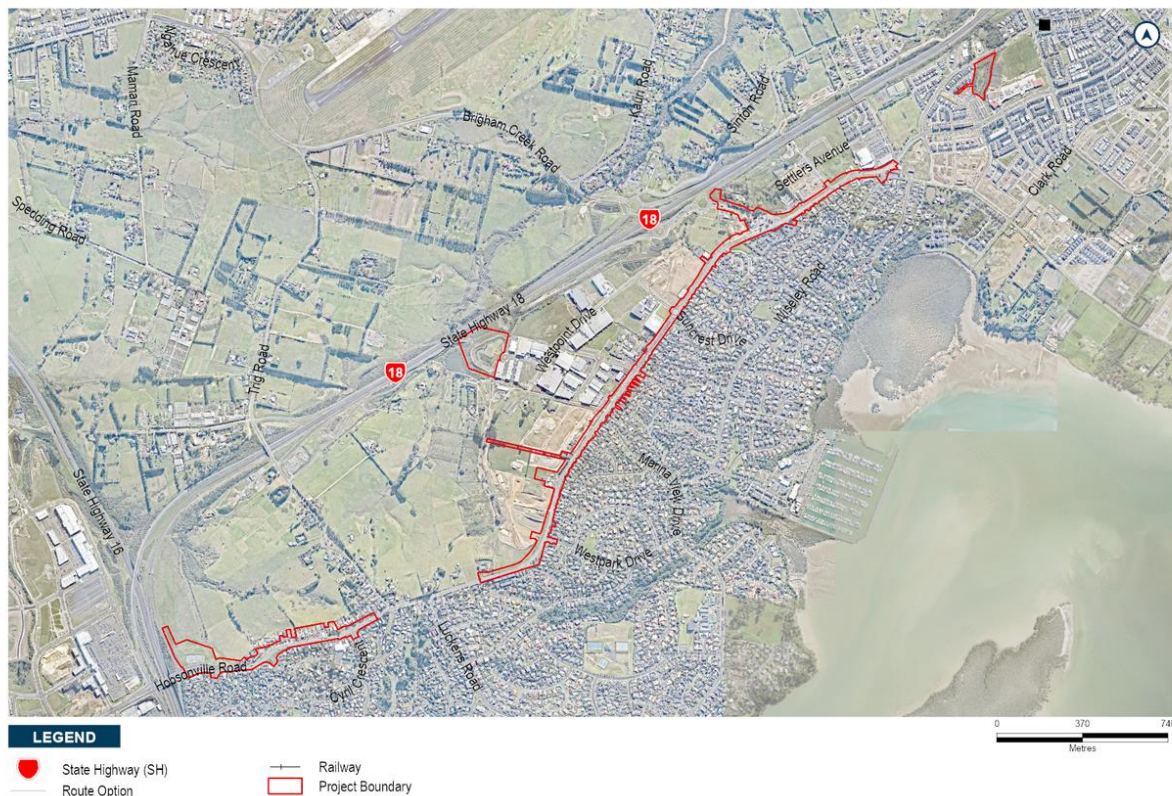 Ngahue Crescent
Maman Road
Kauri Road
Sinton Road
Brigham Creek Road
Settlers Avenue
Clark Road
Spedding Road
18
Wiseley Road
State Highway 18
Westpoint Drive
Suncrest Drive
18
Trig Road
Marina View Drive
State Highway 16
Westpark Drive
Luckens Road
Cyril Crescent
Hobsonville Road
LEGEND
State Highway (SH)
Route Option
Railway
Project Boundary
0 370 740
Metres